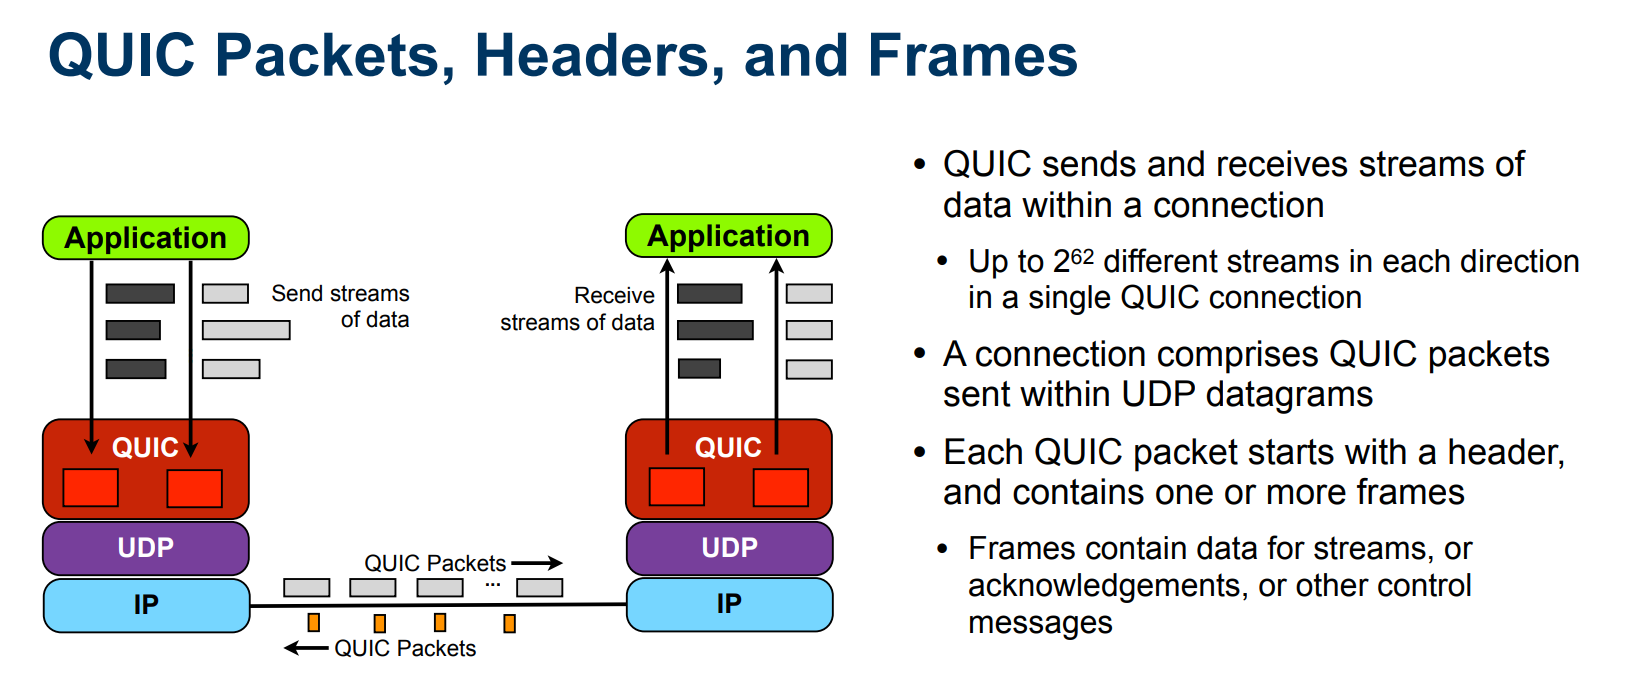 QUIC Packets, Headers, and Frames
Application
Send streams
of data
QUIC
UDP
IP
Application
Receive
streams of data
QUIC
UDP
IP
QUIC Packets
...
QUIC Packets
• QUIC sends and receives streams of
data within a connection
• Up to 2⁶² different streams in each direction
in a single QUIC connection
• A connection comprises QUIC packets
sent within UDP datagrams
• Each QUIC packet starts with a header,
and contains one or more frames
• Frames contain data for streams, or
acknowledgements, or other control
messages